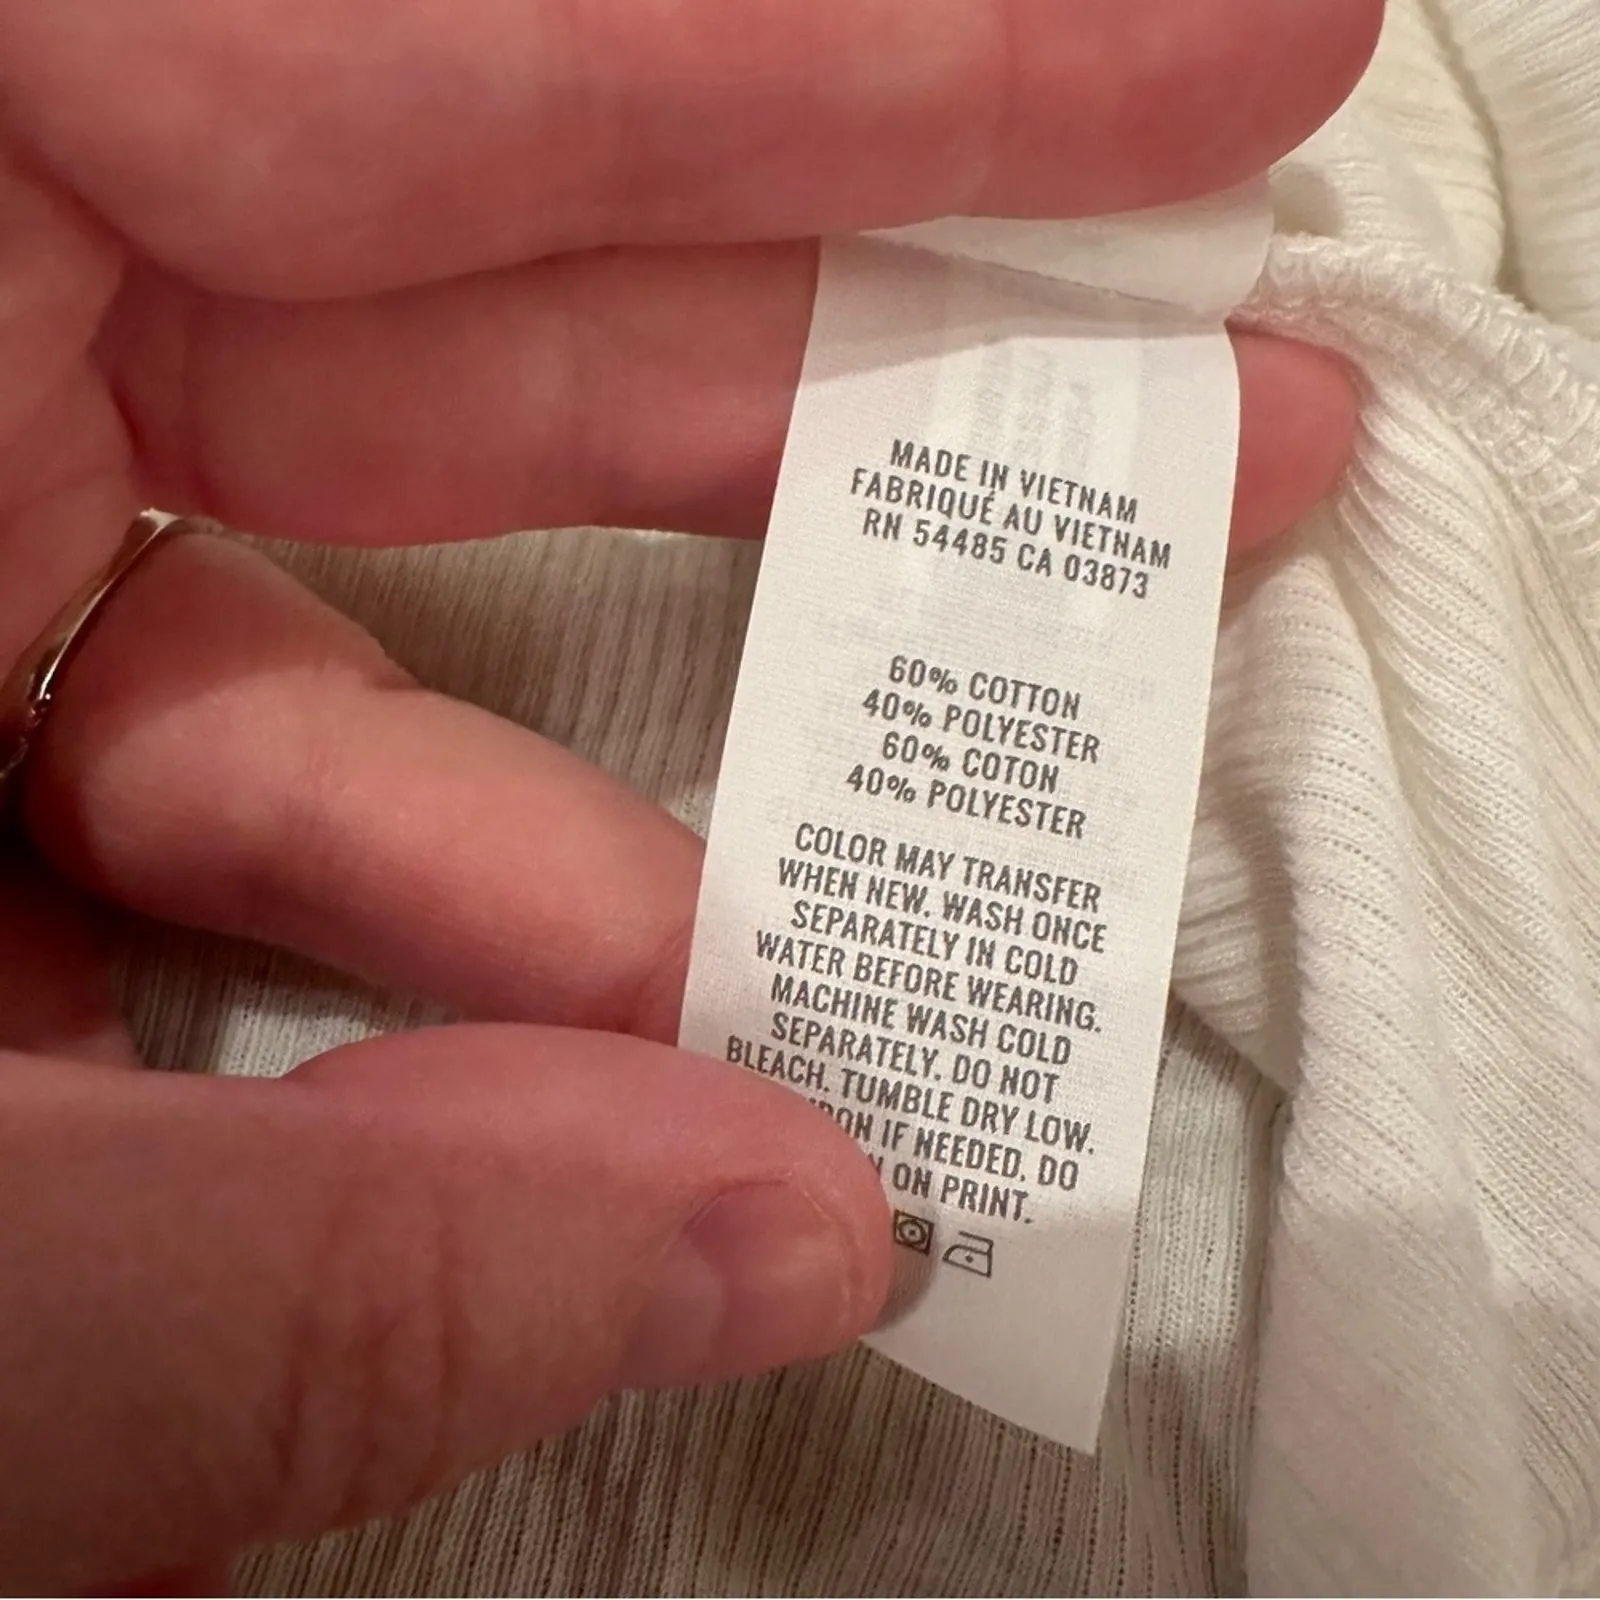 MADE IN VIETNAM
FABRIQUÉ AU VIETNAM
RN 54485 CA 03873
60% COTTON
40% POLYESTER
60% COTON
40% POLYESTER
COLOR MAY TRANSFER
WHEN NEW. WASH ONCE
SEPARATELY IN COLD
WATER BEFORE WEARING.
MACHINE WASH COLD
SEPARATELY. DO NOT
BLEACH. TUMBLE DRY LOW.
IF NEEDED. DO
ON PRINT.